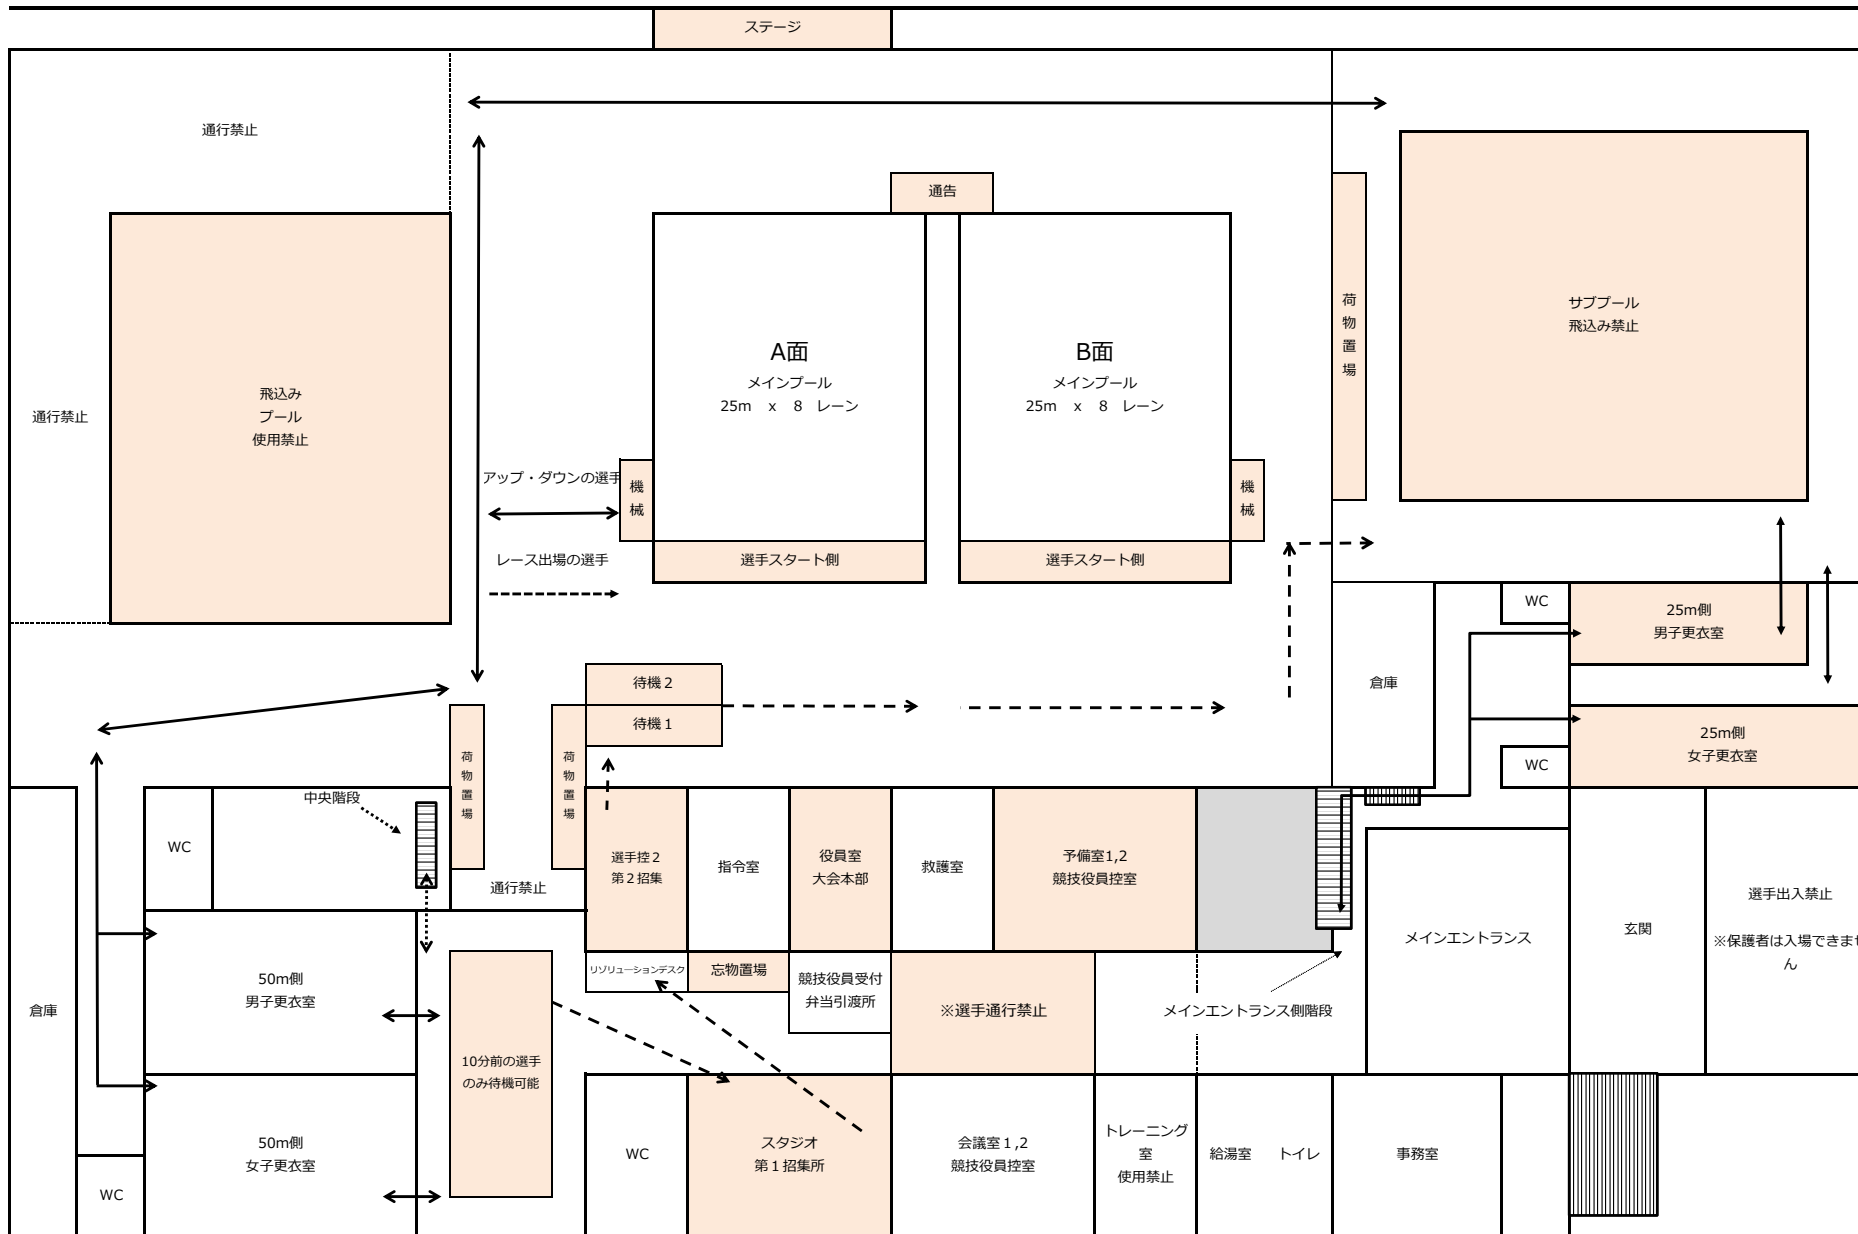 ステージ
通行禁止
通告
荷物置場
サブプール
飛込み禁止
A面
メインプール
25m x 8 レーン
B面
メインプール
25m x 8 レーン
飛込み
プール
使用禁止
通行禁止
アップ・ダウンの選手
機械
機械
レース出場の選手
選手スタート側
選手スタート側
WC
25m側
男子更衣室
待機２
倉庫
待機１
25m側
女子更衣室
荷物置場
荷物置場
WC
中央階段
WC
通行禁止
選手控２
第２招集
指令室
役員室
大会本部
救護室
予備室1,2
競技役員控室
メインエントランス
玄関
選手出入禁止
※保護者は入場できませ
ん
リゾリューションデスク
忘物置場
競技役員受付
弁当引渡所
※選手通行禁止
メインエントランス側階段
倉庫
50m側
男子更衣室
10分前の選手
のみ待機可能
50m側
女子更衣室
WC
WC
スタジオ
第１招集所
会議室１,2
競技役員控室
トレーニング
室
使用禁止
給湯室
トイレ
事務室